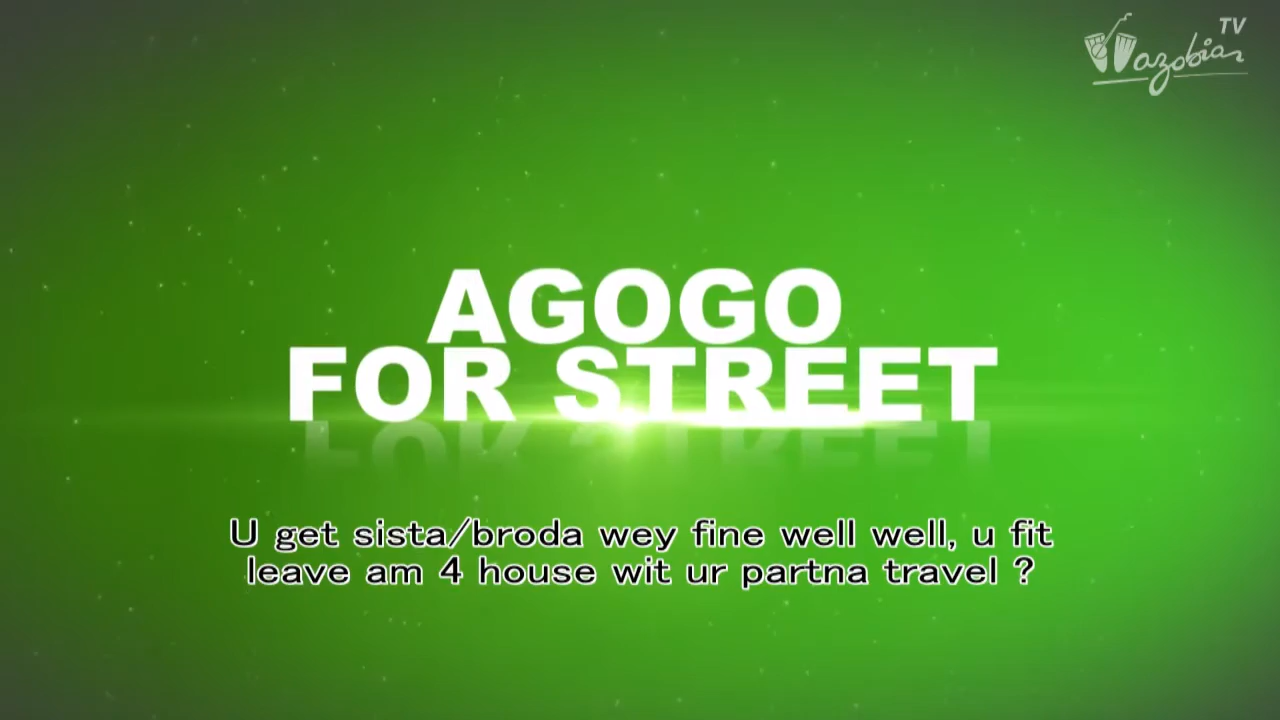 TV
Wazobia
AGOGO
FOR STREET
U get sista/broda wey fine well well, u fit
leave am 4 house wit ur partna travel ?